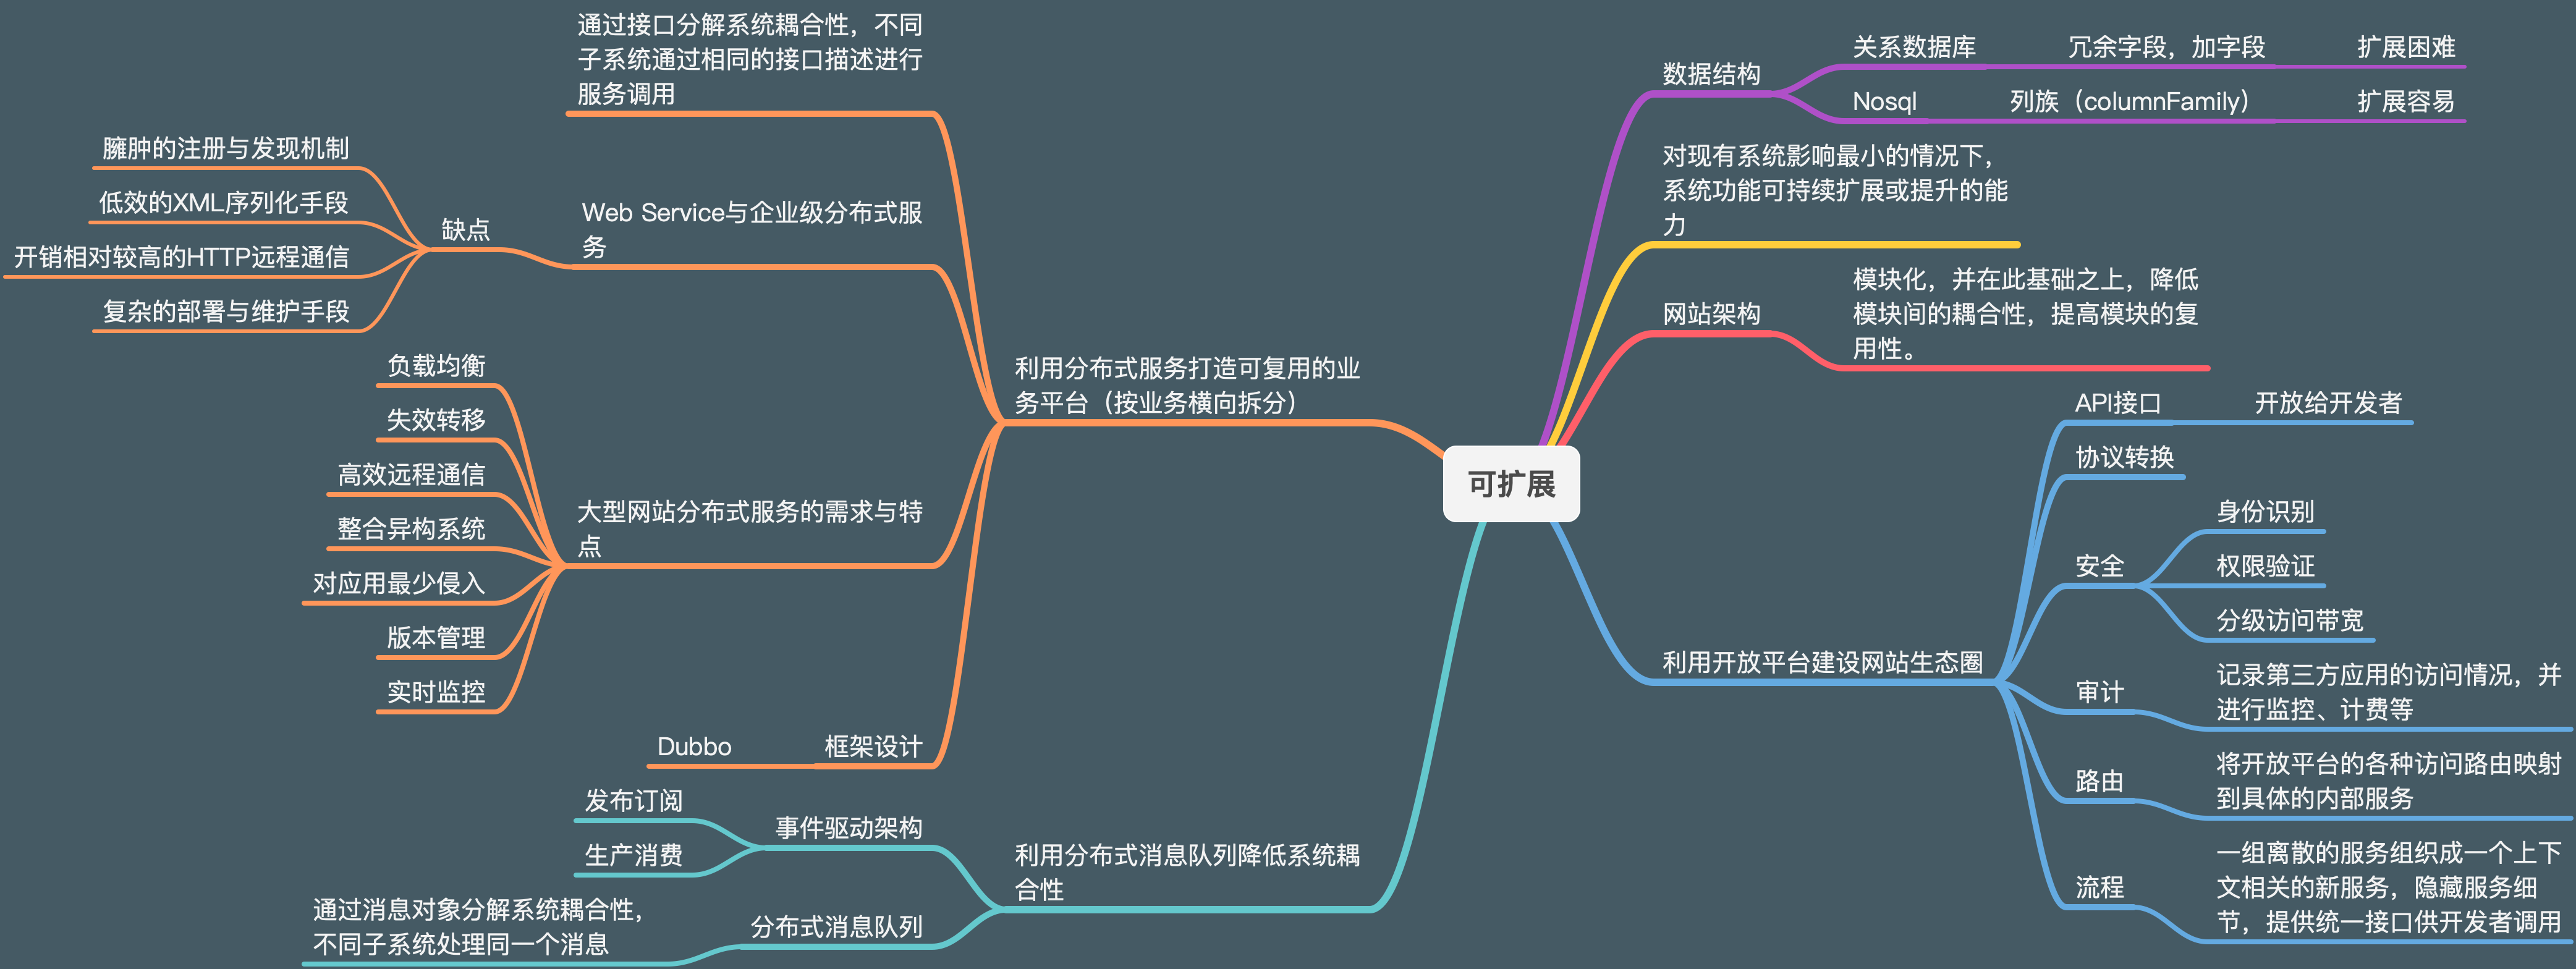 可扩展
数据结构
关系数据库
冗余字段，加字段
扩展困难
Nosql
列族（columnFamily）
扩展容易
对现有系统影响最小的情况下，
系统功能可持续扩展或提升的能
力
网站架构
模块化，并在此基础之上，降低
模块间的耦合性，提高模块的复
用性。
利用开放平台建设网站生态圈
API接口
开放给开发者
协议转换
安全
身份识别
权限验证
分级访问带宽
审计
记录第三方应用的访问情况，并
进行监控、计费等
路由
将开放平台的各种访问路由映射
到具体的内部服务
流程
一组离散的服务组织成一个上下
文相关的新服务，隐藏服务细
节，提供统一接口供开发者调用
利用分布式服务打造可复用的业
务平台（按业务横向拆分）
通过接口分解系统耦合性，不同
子系统通过相同的接口描述进行
服务调用
Web Service与企业级分布式服
务
缺点
臃肿的注册与发现机制
低效的XML序列化手段
开销相对较高的HTTP远程通信
复杂的部署与维护手段
大型网站分布式服务的需求与特
点
负载均衡
失效转移
高效远程通信
整合异构系统
对应用最少侵入
版本管理
实时监控
框架设计
Dubbo
利用分布式消息队列降低系统耦
合性
事件驱动架构
发布订阅
生产消费
分布式消息队列
通过消息对象分解系统耦合性，
不同子系统处理同一个消息